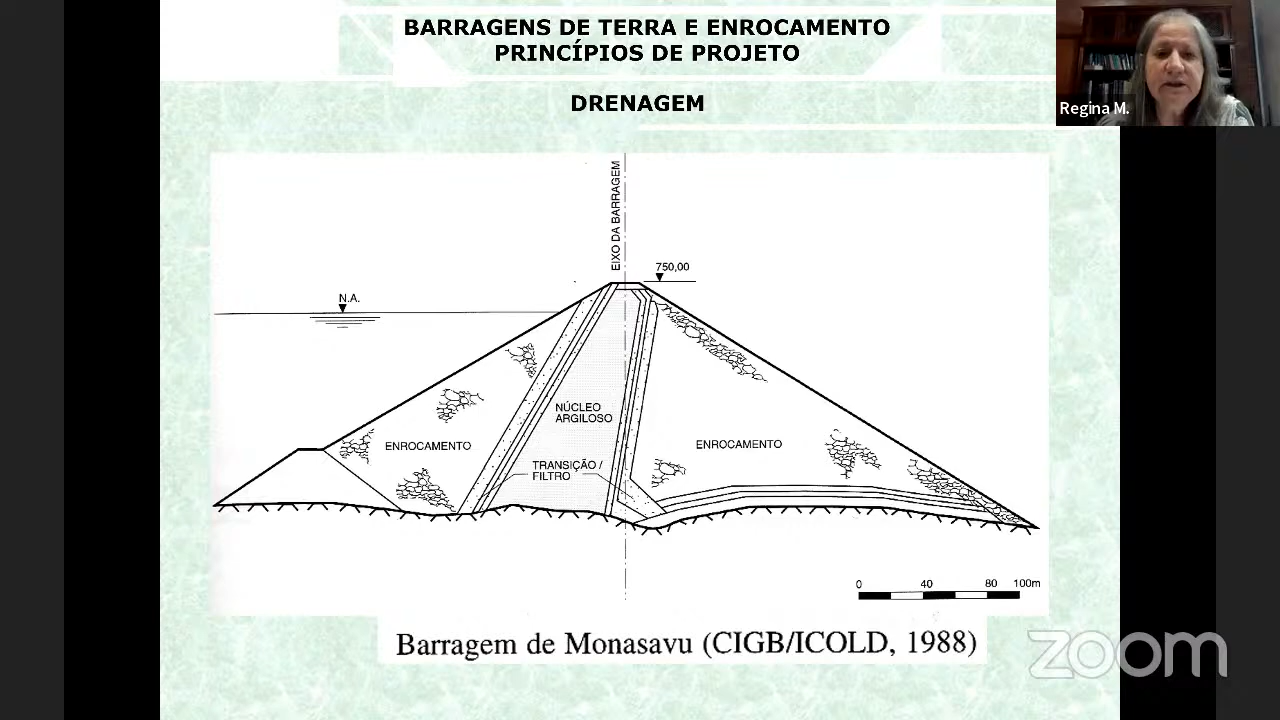 BARRAGENS DE TERRA E ENROCAMENTO
PRINCÍPIOS DE PROJETO
DRENAGEM
Regina M.
EIXO DA BARRAGEM
750,00
N.A.
NÚCLEO
ARGILOSO
ENROCAMENTO
ENROCAMENTO
TRANSIÇÃO /
FILTRO
0 40 80 100m
Barragem de Monasavu (CIGB/ICOLD, 1988)
zoom